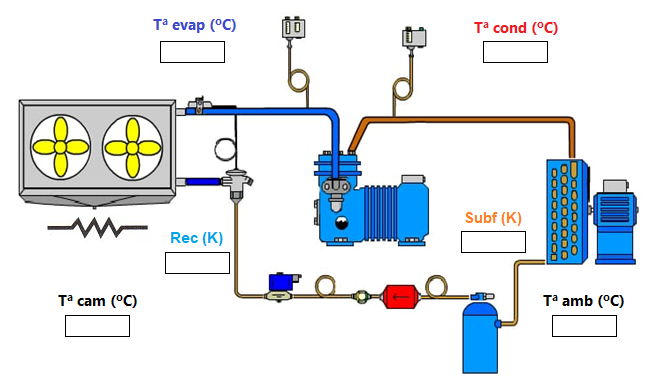 Tª evap (ºC)
Tª cond (ºC)
Rec (K)
Subf (K)
Tª cam (ºC)
Tª amb (ºC)